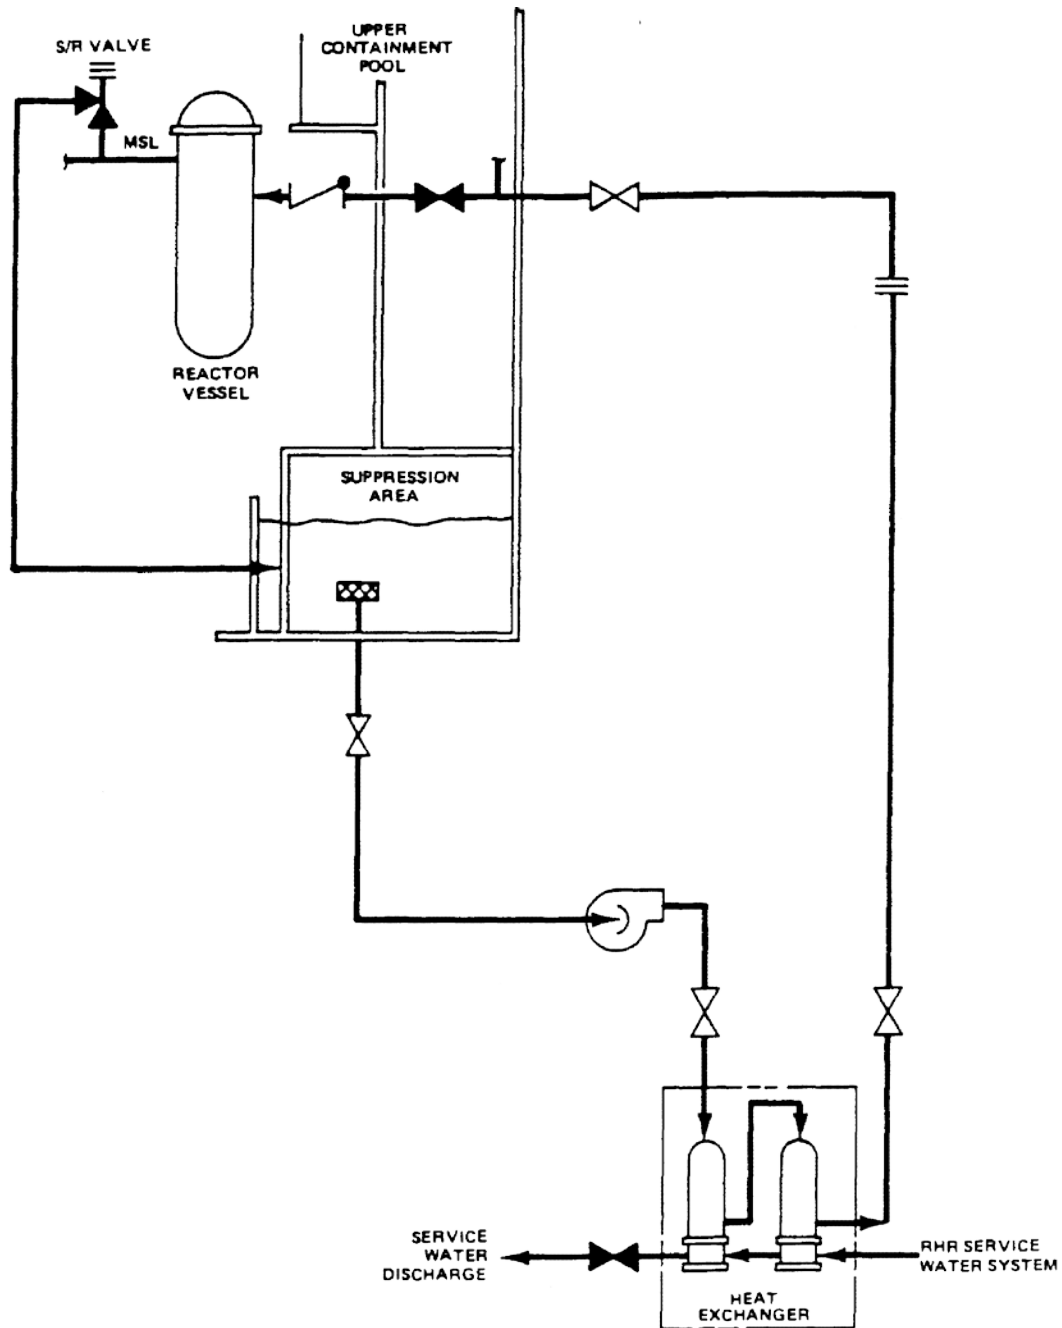 UPPER
CONTAINMENT
POOL
S/R VALVE
MSL
REACTOR
VESSEL
SUPPRESSION
AREA
SERVICE
WATER
DISCHARGE
RHR SERVICE
WATER SYSTEM
HEAT
EXCHANGER